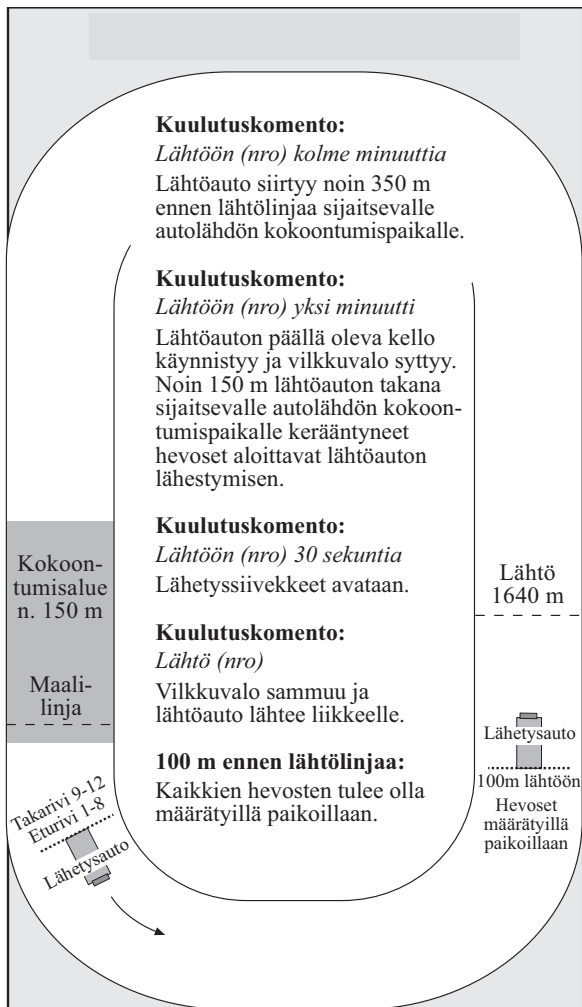 Kuulutuskomento:
Lähtöön (nro) kolme minuuttia
Lähtöauto siirtyy noin 350 m
ennen lähtölinjaa sijaitsevalle
autolähdön kokoontumispaikalle.
Kuulutuskomento:
Lähtöön (nro) yksi minuutti
Lähtöauton päällä oleva kello
käynnistyy ja vilkkuvalo syttyy.
Noin 150 m lähtöauton takana
sijaitsevalle autolähdön kokoon-
tumispaikalle kerääntyneet
hevoset aloittavat lähtöauton
lähestymisen.
Kuulutuskomento:
Lähtöön (nro) 30 sekuntia
Lähetyssiivekkeet avataan.
Kuulutuskomento:
Lähtö (nro)
Vilkkuvalo sammuu ja
lähtöauto lähtee liikkeelle.
100 m ennen lähtölinjaa:
Kaikkien hevosten tulee olla
määrätyillä paikoillaan.
Kokoon-
tumisalue
n. 150 m
Maali-
linja
Takarivi 9-12
Eturivi 1-8
Lähetysauto
Lähtö
1640 m
Lähetysauto
100m lähtöön
Hevoset
määrätyillä
paikoillaan